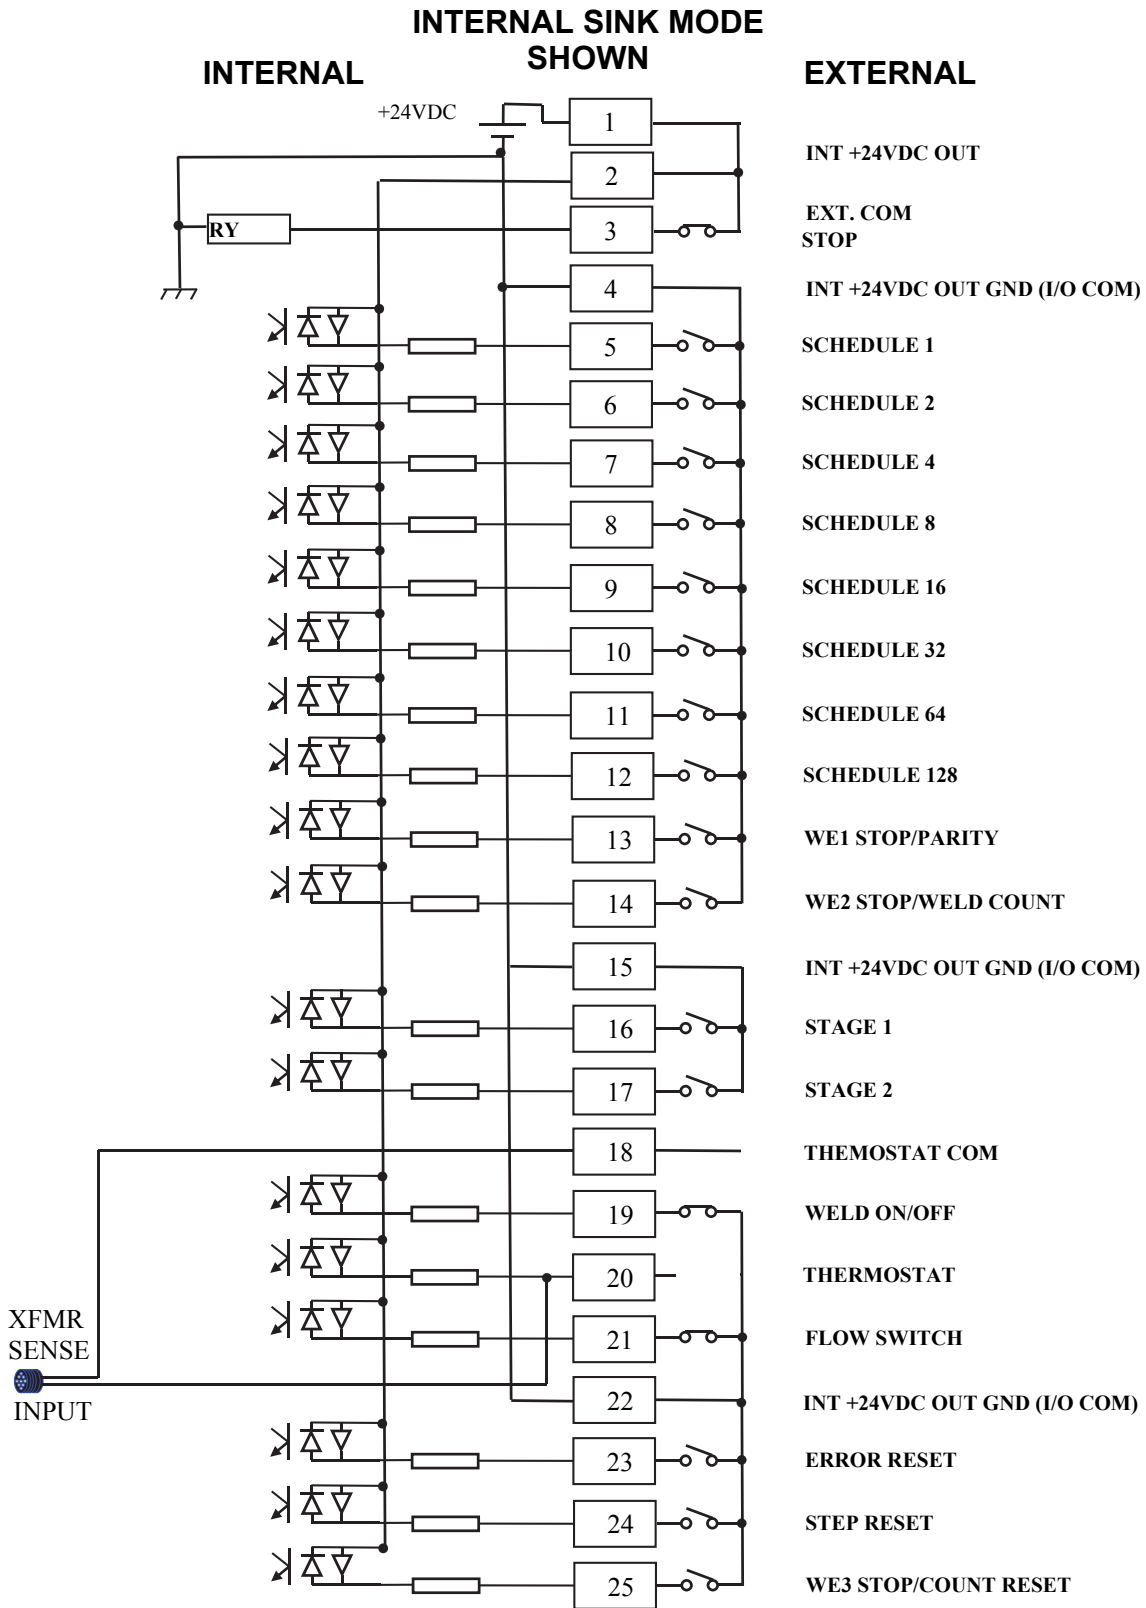 INTERNAL SINK MODE
SHOWN
INTERNAL
EXTERNAL
+24VDC
1
INT +24VDC OUT
2
RY
3
EXT. COM
STOP
4
INT +24VDC OUT GND (I/O COM)
5
SCHEDULE 1
6
SCHEDULE 2
7
SCHEDULE 4
8
SCHEDULE 8
9
SCHEDULE 16
10
SCHEDULE 32
11
SCHEDULE 64
12
SCHEDULE 128
13
WE1 STOP/PARITY
14
WE2 STOP/WELD COUNT
15
INT +24VDC OUT GND (I/O COM)
16
STAGE 1
17
STAGE 2
18
THEMOSTAT COM
19
WELD ON/OFF
20
THERMOSTAT
21
FLOW SWITCH
XFMR
SENSE
INPUT
22
INT +24VDC OUT GND (I/O COM)
23
ERROR RESET
24
STEP RESET
25
WE3 STOP/COUNT RESET